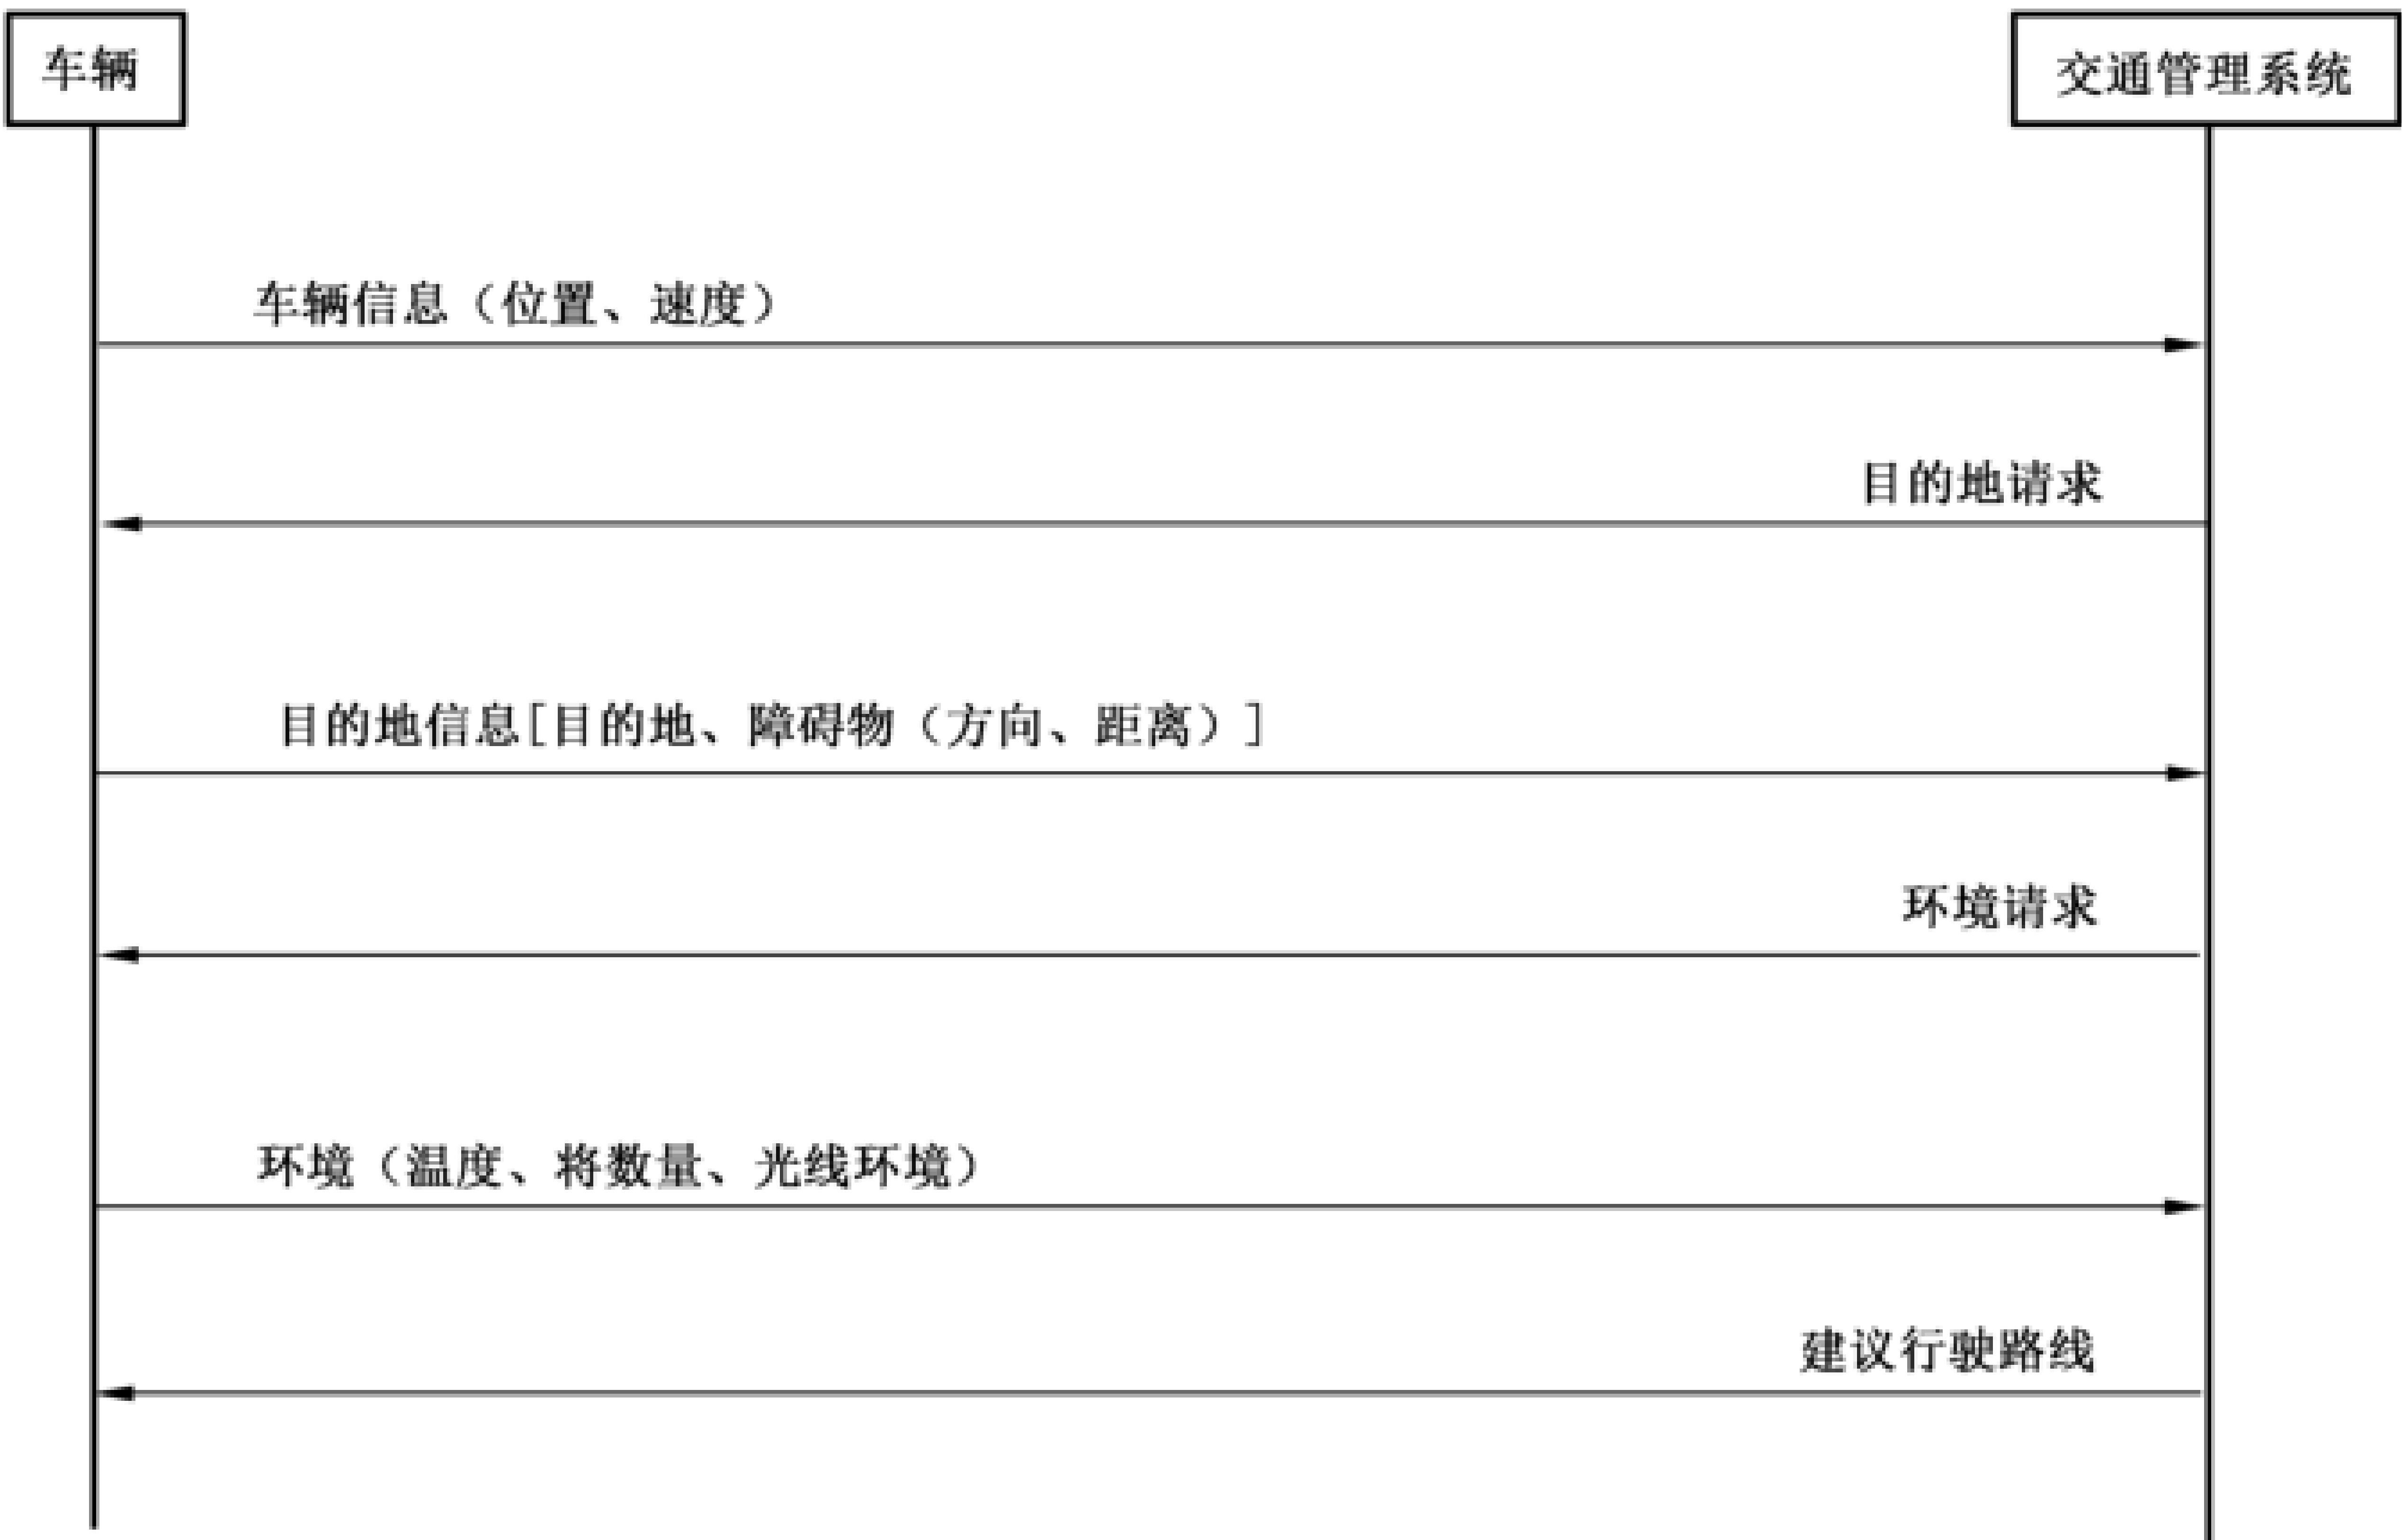 车辆
交通管理系统
车辆信息（位置、速度）
目的地请求
目的地信息[目的地、障碍物（方向、距离）]
环境请求
环境（温度、将数量、光线环境）
建议行驶路线